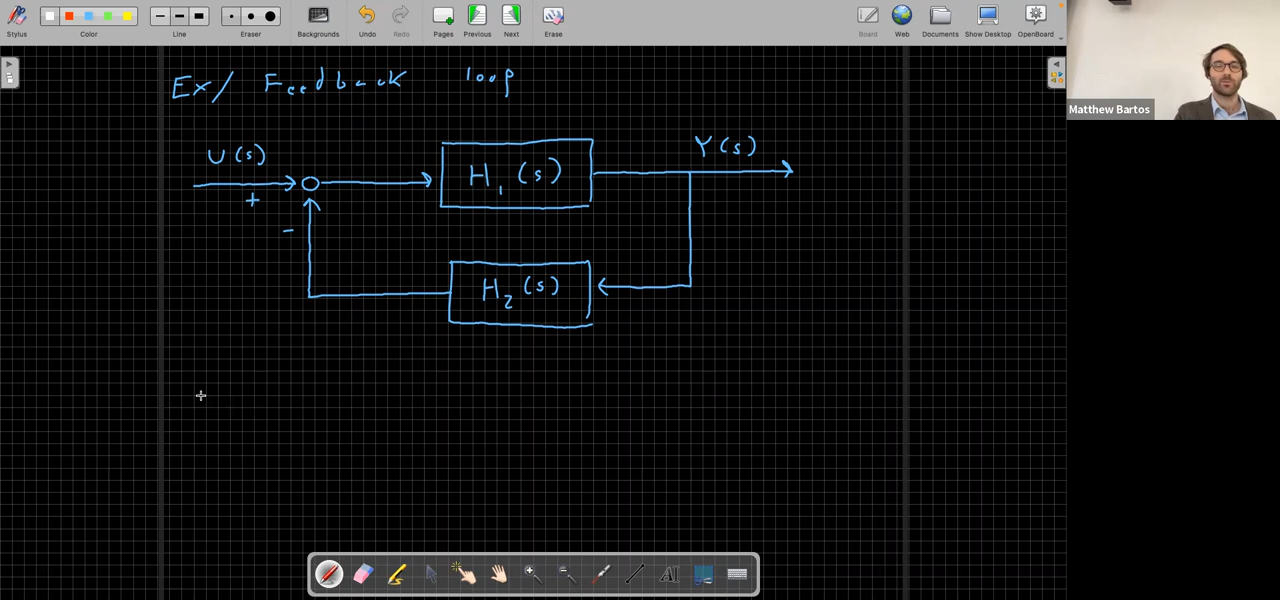 Stylus
Color
Line
Eraser
Backgrounds
Undo
Redo
Pages
Previous
Next
Erase
Board
Web
Documents
Show Desktop
OpenBoard
Matthew Bartos
Ex/ Feedback loop
U(s)
+
-
H1(s)
Y(s)
H2(s)
AI